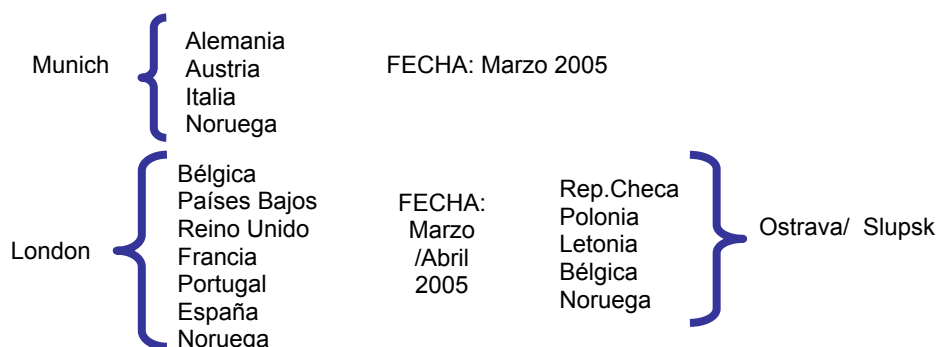 Munich
Alemania
Austria
Italia
Noruega
FECHA: Marzo 2005
London
Bélgica
Países Bajos
Reino Unido
Francia
Portugal
España
Noruega
FECHA:
Marzo
/Abril
2005
Rep.Checa
Polonia
Letonia
Bélgica
Noruega
Ostrava/ Slupsk